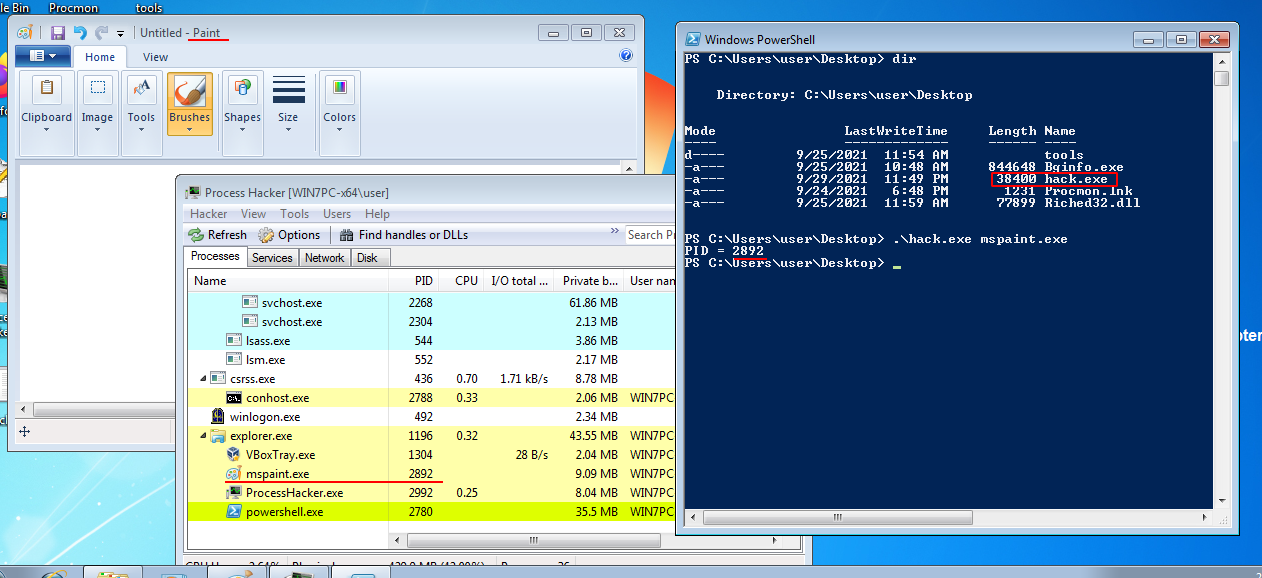 le Bin Procmon tools
Untitled - Paint
Home View
Clipboard Image Tools Brushes Shapes Size Colors
Process Hacker [WIN7PC-x64\user]
Hacker View Tools Users Help
Refresh Options Find handles or DLLs » Search Pr
Processes Services Network Disk
Name PID CPU I/O total ... Private b... User nan
svchost.exe 2268 61.86 MB
svchost.exe 2304 2.13 MB
lsass.exe 544 3.86 MB
lsm.exe 552 2.17 MB
csrss.exe 436 0.70 1.71 kB/s 8.78 MB
conhost.exe 2788 0.33 2.06 MB WIN7PC
winlogon.exe 492 2.34 MB
explorer.exe 1196 0.32 43.55 MB WIN7PC
VBoxTray.exe 1304 28 B/s 2.04 MB WIN7PC
mspaint.exe 2892 9.09 MB WIN7PC
ProcessHacker.exe 2992 0.25 8.04 MB WIN7PC
powershell.exe 2780 35.5 MB WIN7PC
Windows PowerShell
PS C:\Users\user\Desktop> dir
Directory: C:\Users\user\Desktop
Mode LastWriteTime Length Name
---- ------------- ------ ----
d---- 9/25/2021 11:54 AM tools
-a--- 9/25/2021 10:48 AM 844648 Bginfo.exe
-a--- 9/29/2021 11:49 PM 38400 hack.exe
-a--- 9/24/2021 6:48 PM 1231 Procmon.lnk
-a--- 9/25/2021 11:59 AM 77899 Riched32.dll
PS C:\Users\user\Desktop> .\hack.exe mspaint.exe
PID = 2892
PS C:\Users\user\Desktop>